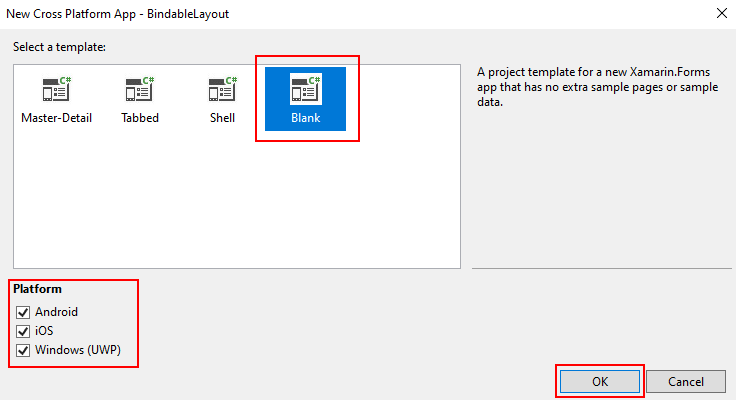 New Cross Platform App - BindableLayout
Select a template:
C#
C#
C#
C#
Master-Detail
Tabbed
Shell
Blank
A project template for a new Xamarin.Forms
app that has no extra sample pages or sample
data.
Platform
Android
iOS
Windows (UWP)
OK
Cancel